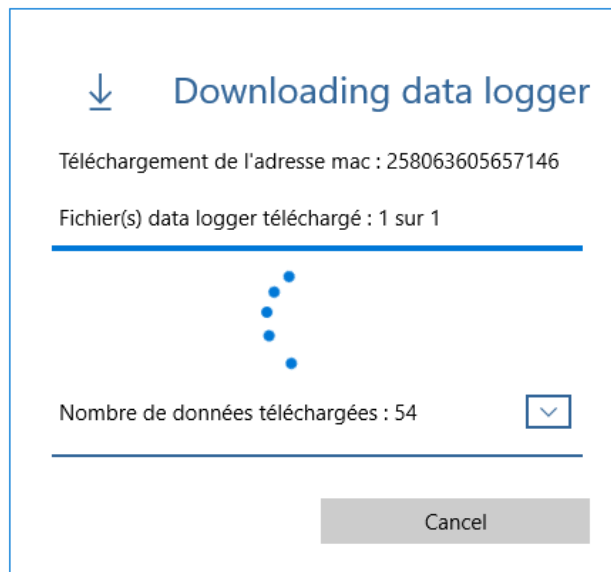 Downloading data logger
Téléchargement de l'adresse mac : 258063605657146
Fichier(s) data logger téléchargé : 1 sur 1
Nombre de données téléchargées : 54
Cancel